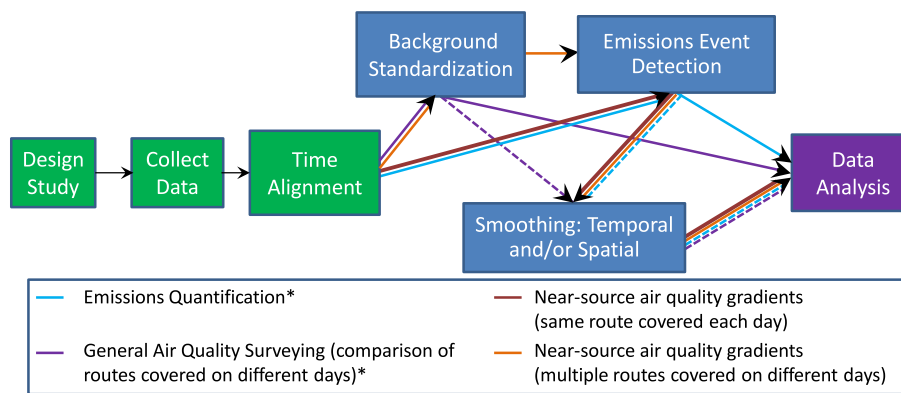 Background
Standardization
Emissions Event
Detection
Design
Study
Collect
Data
Time
Alignment
Data
Analysis
Smoothing: Temporal
and/or Spatial
Emissions Quantification*
Near-source air quality gradients
(same route covered each day)
General Air Quality Surveying (comparison of
routes covered on different days)*
Near-source air quality gradients
(multiple routes covered on different days)